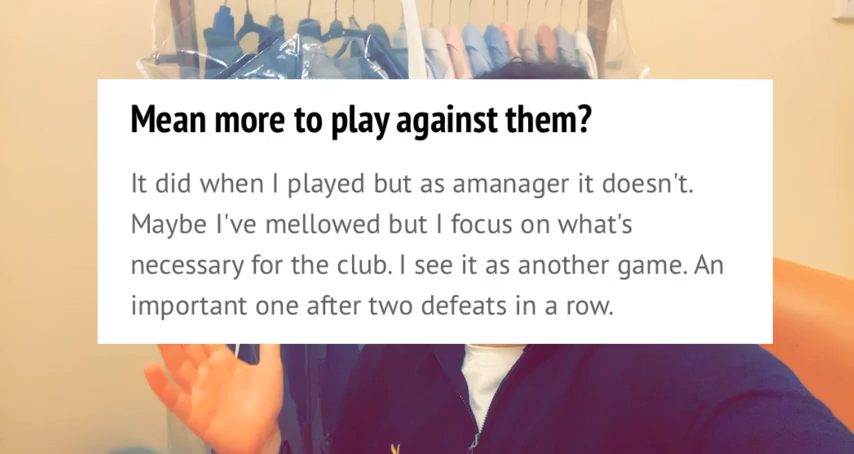 Mean more to play against them?
It did when I played but as amanager it doesn't.
Maybe I've mellowed but I focus on what's
necessary for the club. I see it as another game. An
important one after two defeats in a row.